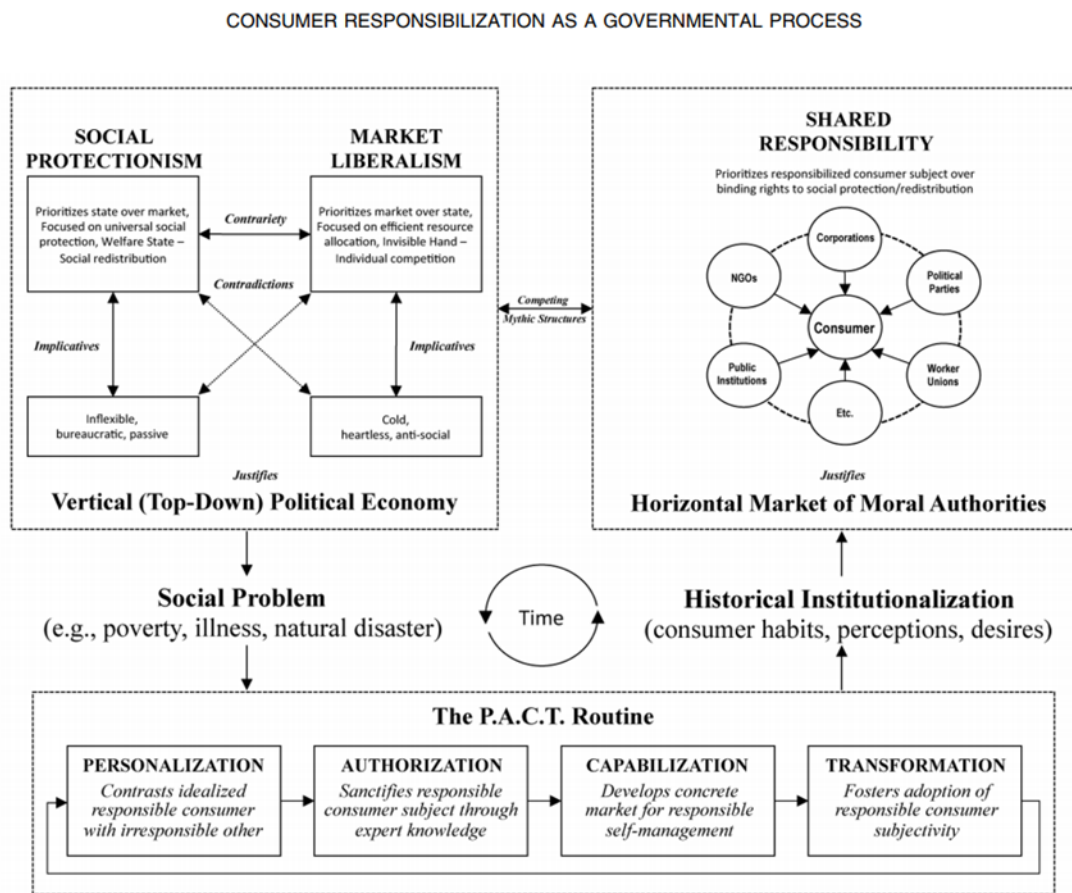 CONSUMER RESPONSIBILIZATION AS A GOVERNMENTAL PROCESS
SOCIAL
PROTECTIONISM
MARKET
LIBERALISM
Prioritizes state over market,
Focused on universal social
protection, Welfare State –
Social redistribution
Contrariety
Prioritizes market over state,
Focused on efficient resource
allocation, Invisible Hand –
Individual competition
Contradictions
Implicatives
Implicatives
Inflexible,
bureaucratic, passive
Cold,
heartless, anti-social
Justifies
Vertical (Top-Down) Political Economy
Competing
Mythic Structures
SHARED
RESPONSIBILITY
Prioritizes responsibilized consumer subject over
binding rights to social protection/redistribution
Corporations
NGOs
Political
Parties
Consumer
Public
Institutions
Worker
Unions
Etc.
Justifies
Horizontal Market of Moral Authorities
Social Problem
(e.g., poverty, illness, natural disaster)
Time
Historical Institutionalization
(consumer habits, perceptions, desires)
The P.A.C.T. Routine
PERSONALIZATION
Contrasts idealized
responsible consumer
with irresponsible other
AUTHORIZATION
Sanctifies responsible
consumer subject through
expert knowledge
CAPABILIZATION
Develops concrete
market for responsible
self-management
TRANSFORMATION
Fosters adoption of
responsible consumer
subjectivity